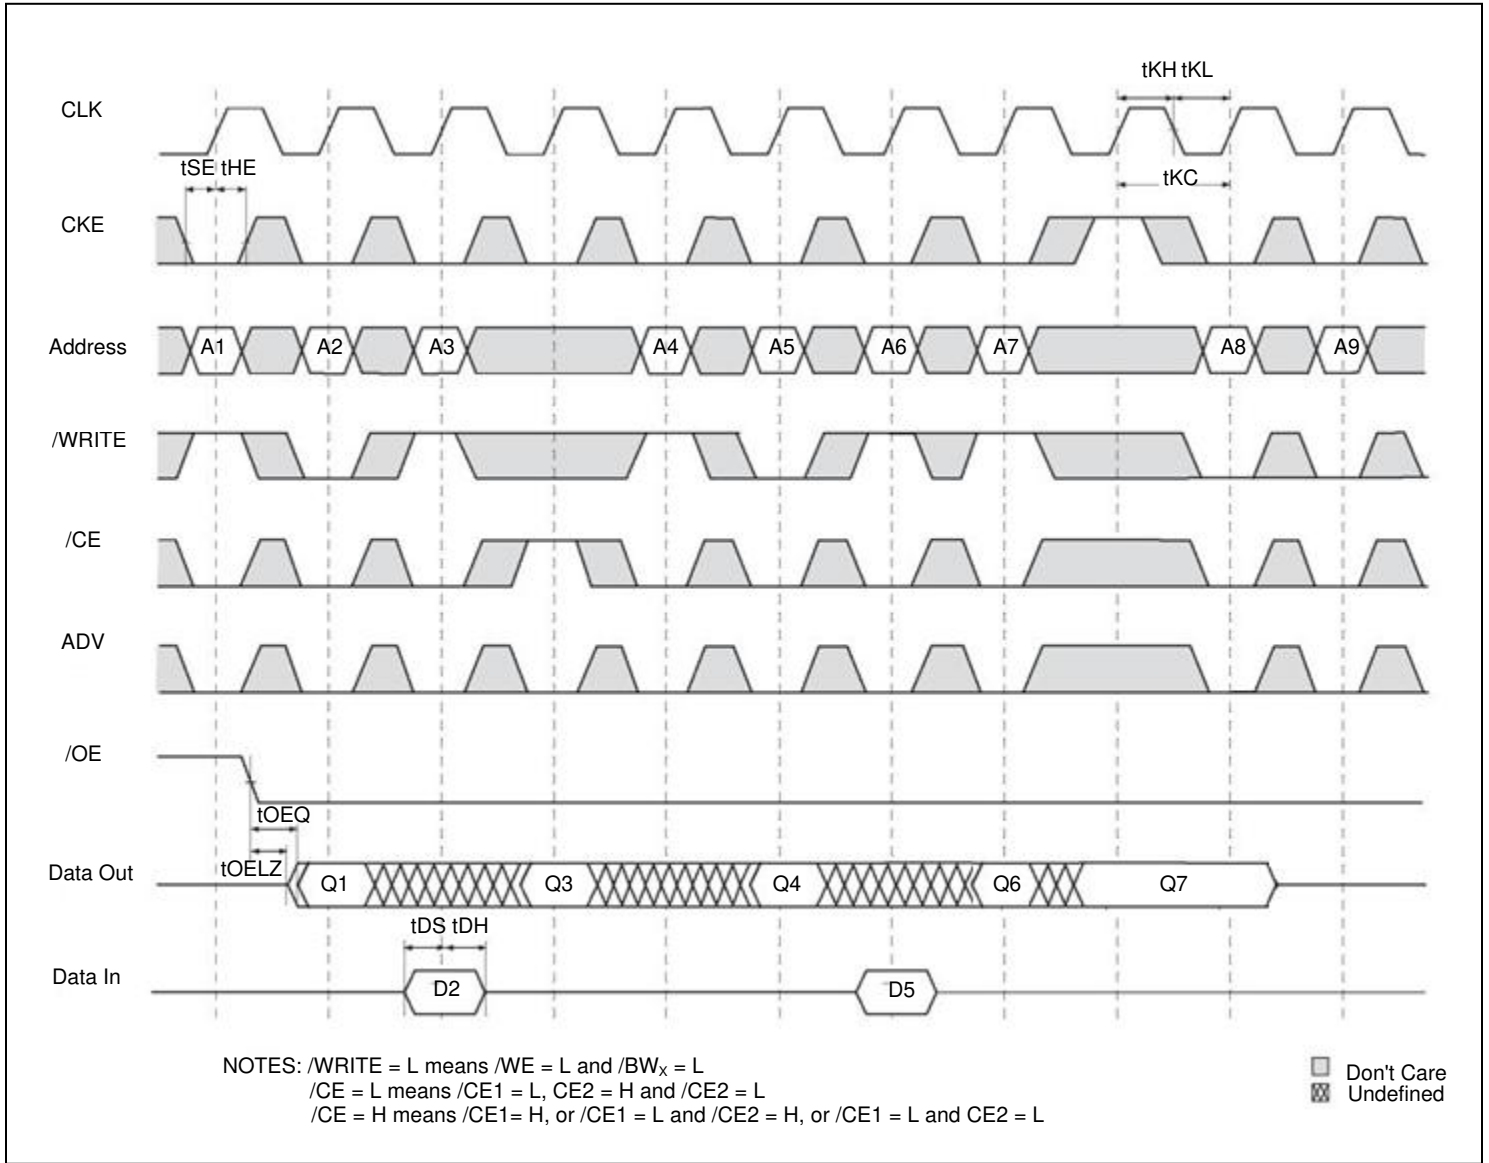 tKH tKL
CLK
tSE tHE
tKC
CKE
Address A1 A2 A3 A4 A5 A6 A7 A8 A9
/WRITE
/CE
ADV
/OE
tOEQ
tOELZ
Data Out Q1 Q3 Q4 Q6 Q7
tDS tDH
Data In D2 D5
NOTES: /WRITE = L means /WE = L and /BWX = L
/CE = L means /CE1 = L, CE2 = H and /CE2 = L
/CE = H means /CE1= H, or /CE1 = L and /CE2 = H, or /CE1 = L and CE2 = L
Don't Care
Undefined